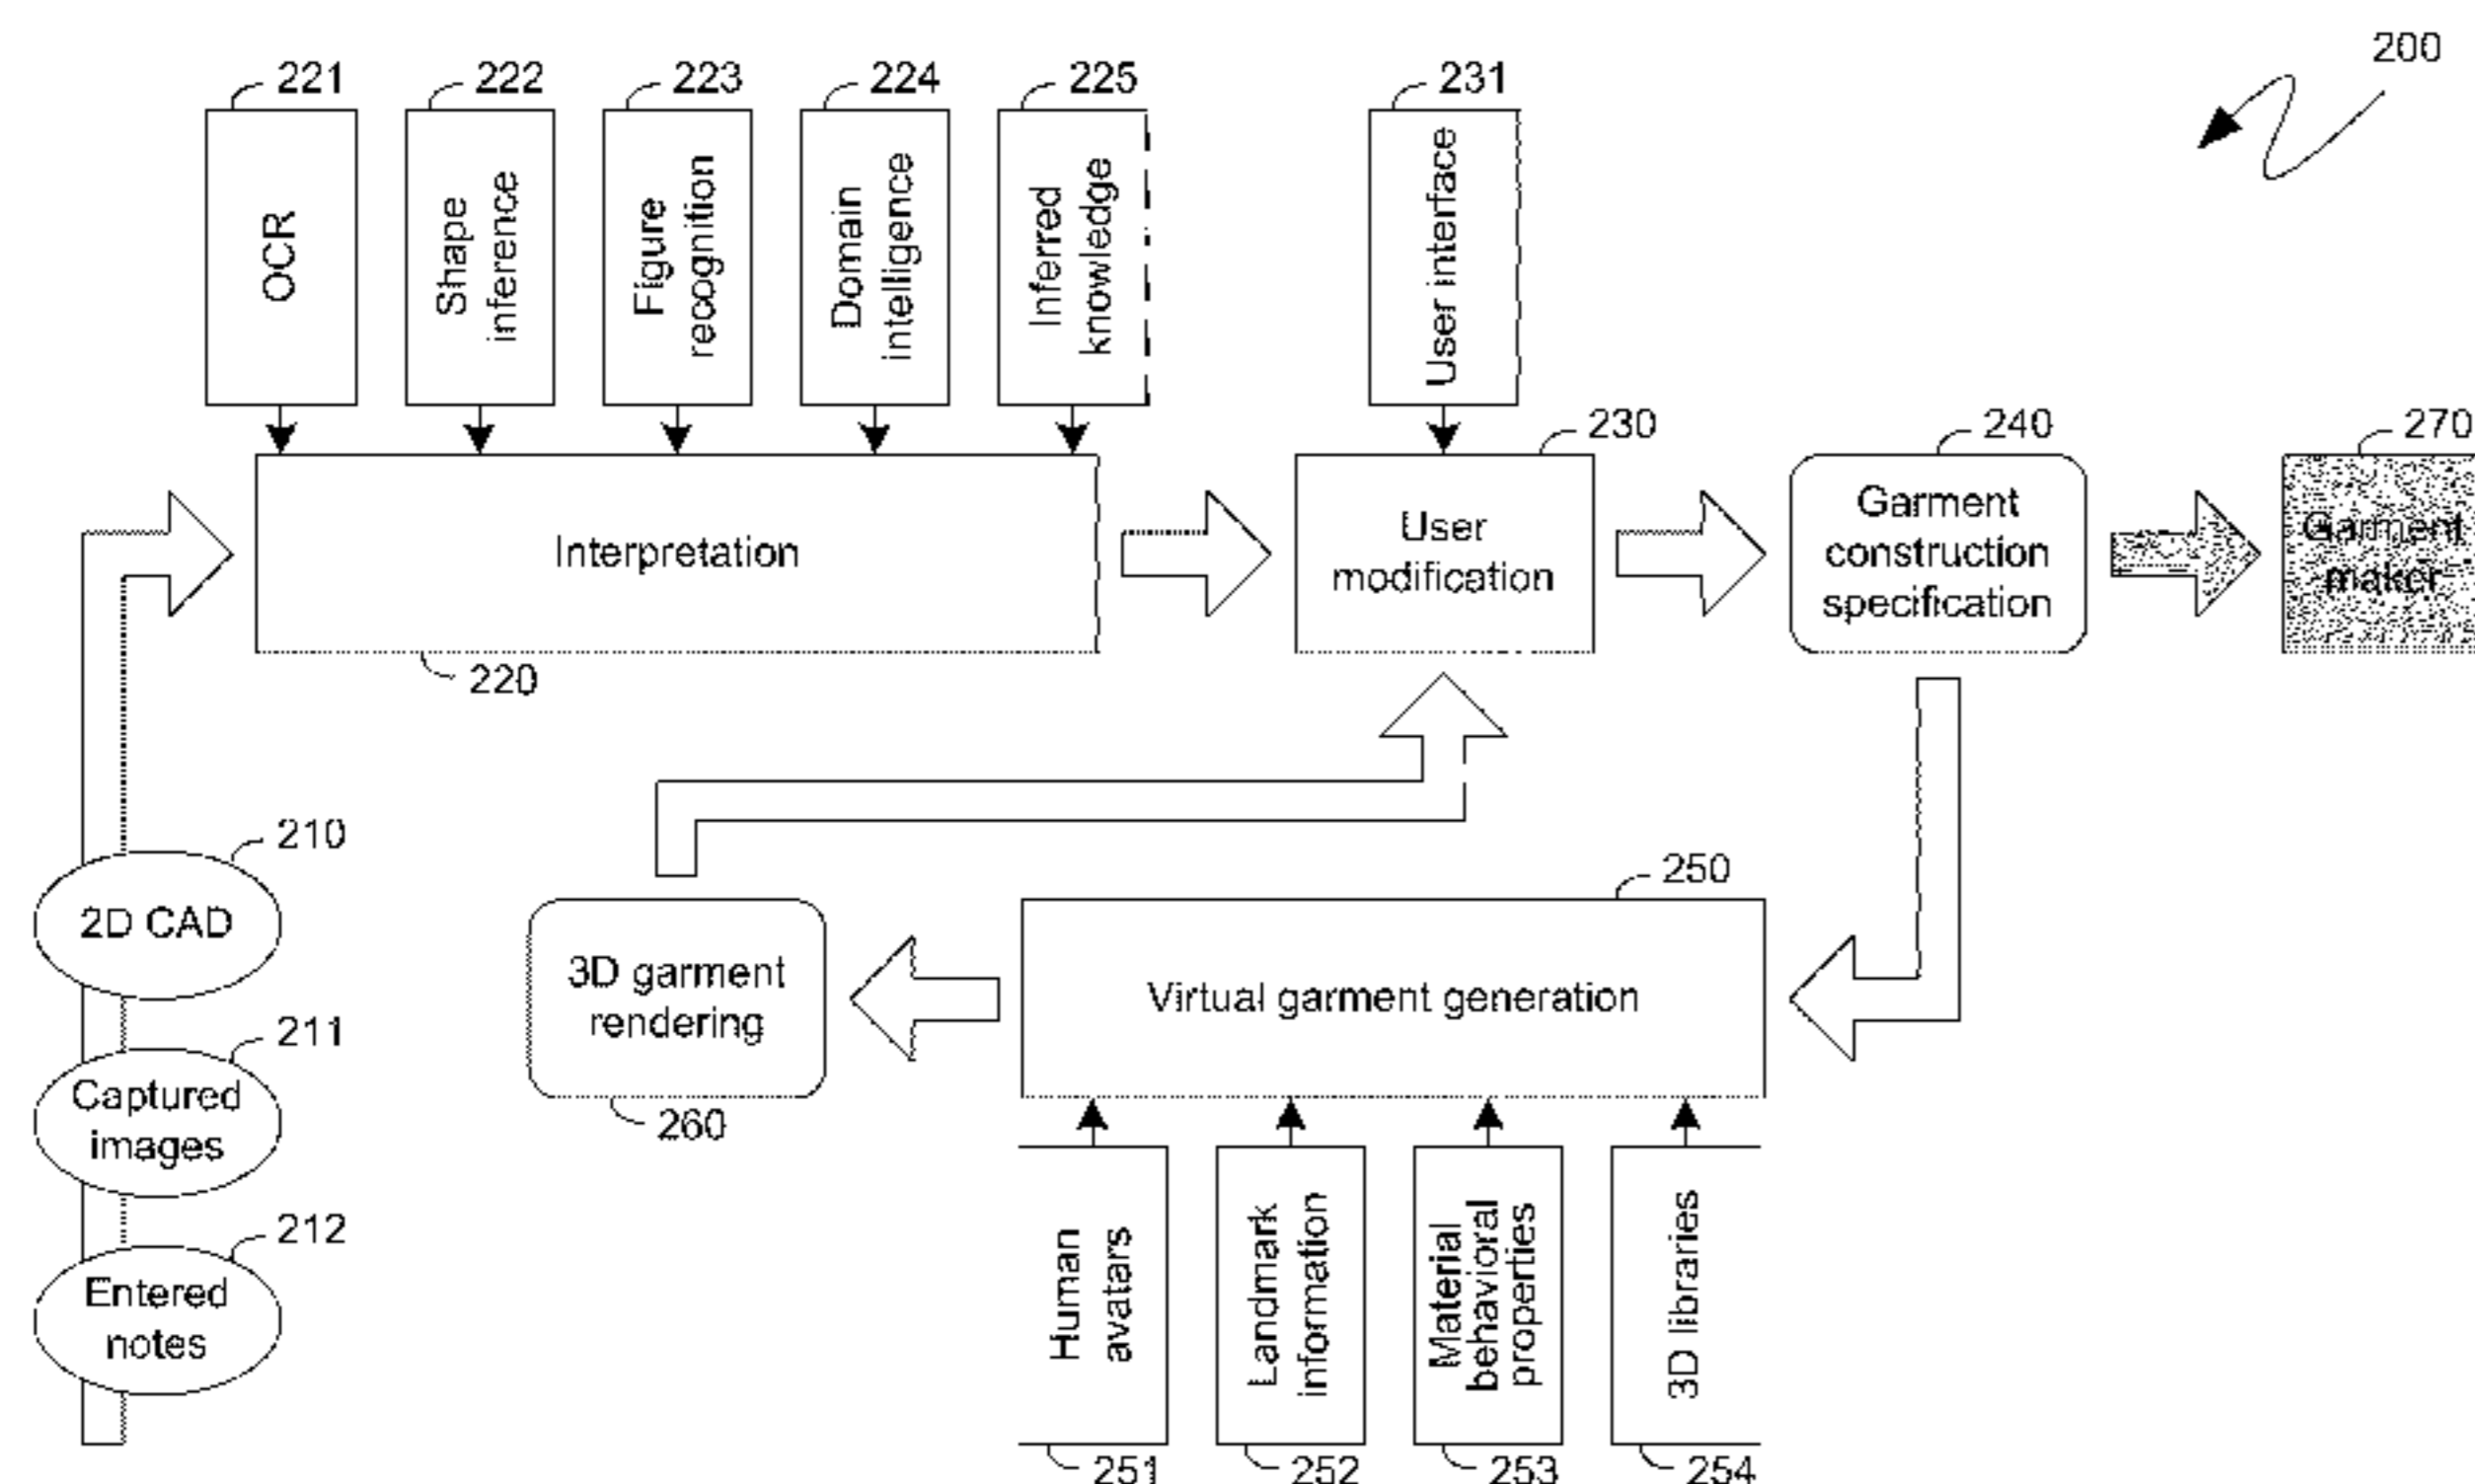 200
221
222
223
224
225
231
OCR
Shape
inference
Figure
recognition
Domain
intelligence
Inferred
knowledge
User interface
230
240
270
Interpretation
User
modification
Garment
construction
specification
Garment
maker
220
210
2D CAD
211
Captured
images
212
Entered
notes
250
3D garment
rendering
Virtual garment generation
260
Human
avatars
Landmark
information
Material
behavioral
properties
3D libraries
251
252
253
254